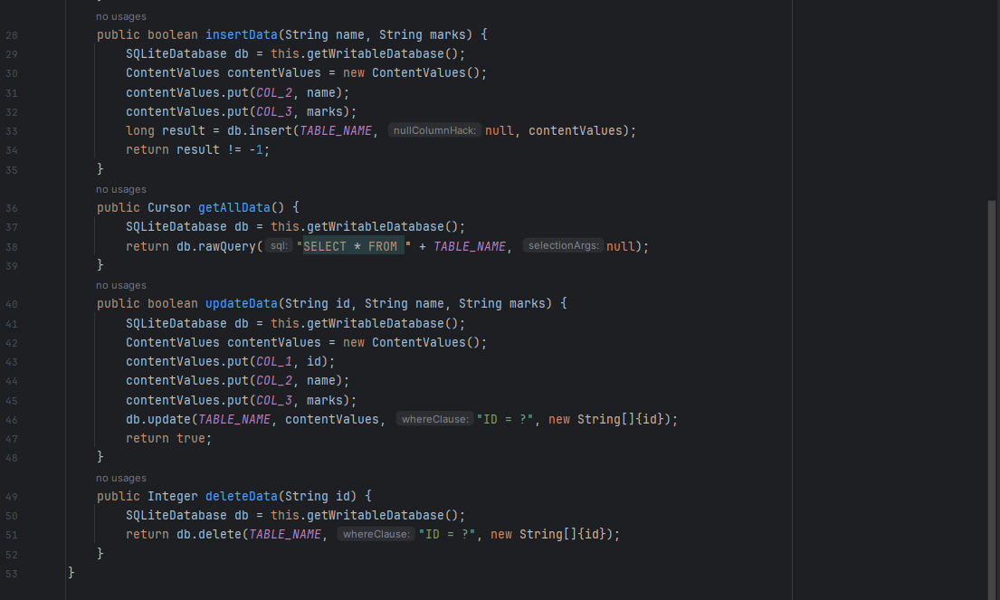 no usages
28 public boolean insertData(String name, String marks) {
29 SQLiteDatabase db = this.getWritableDatabase();
30 ContentValues contentValues = new ContentValues();
31 contentValues.put(COL_2, name);
32 contentValues.put(COL_3, marks);
33 long result = db.insert(TABLE_NAME, nullColumnHack: null, contentValues);
34 return result != -1;
35 }
no usages
36 public Cursor getAllData() {
37 SQLiteDatabase db = this.getWritableDatabase();
38 return db.rawQuery( sql: "SELECT * FROM " + TABLE_NAME, selectionArgs: null);
39 }
no usages
40 public boolean updateData(String id, String name, String marks) {
41 SQLiteDatabase db = this.getWritableDatabase();
42 ContentValues contentValues = new ContentValues();
43 contentValues.put(COL_1, id);
44 contentValues.put(COL_2, name);
45 contentValues.put(COL_3, marks);
46 db.update(TABLE_NAME, contentValues, whereClause: "ID = ?", new String[]{id});
47 return true;
48 }
no usages
49 public Integer deleteData(String id) {
50 SQLiteDatabase db = this.getWritableDatabase();
51 return db.delete(TABLE_NAME, whereClause: "ID = ?", new String[]{id});
52 }
53 }